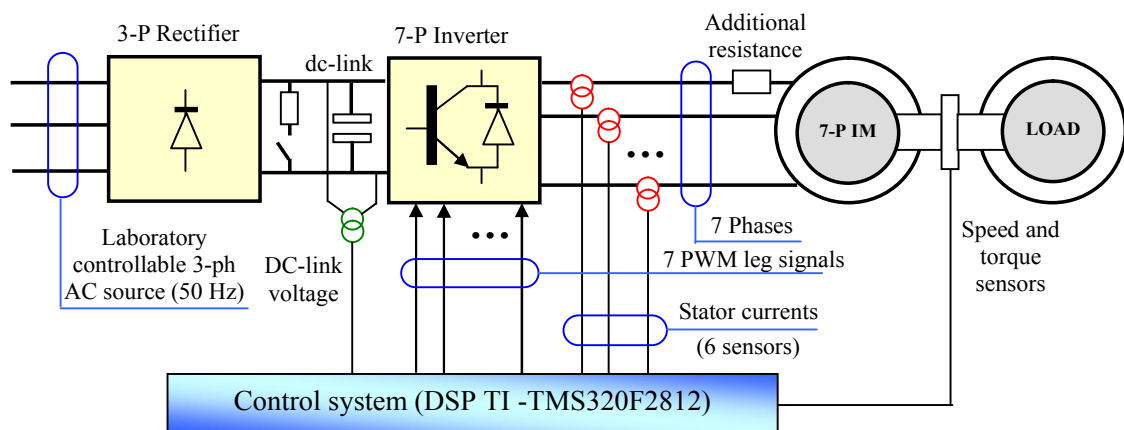 3-P Rectifier
dc-link
7-P Inverter
Additional
resistance
7-P IM
LOAD
•••
•••
Laboratory
controllable 3-ph
AC source (50 Hz)
DC-link
voltage
7 Phases
7 PWM leg signals
Stator currents
(6 sensors)
Speed and
torque
sensors
Control system (DSP TI -TMS320F2812)